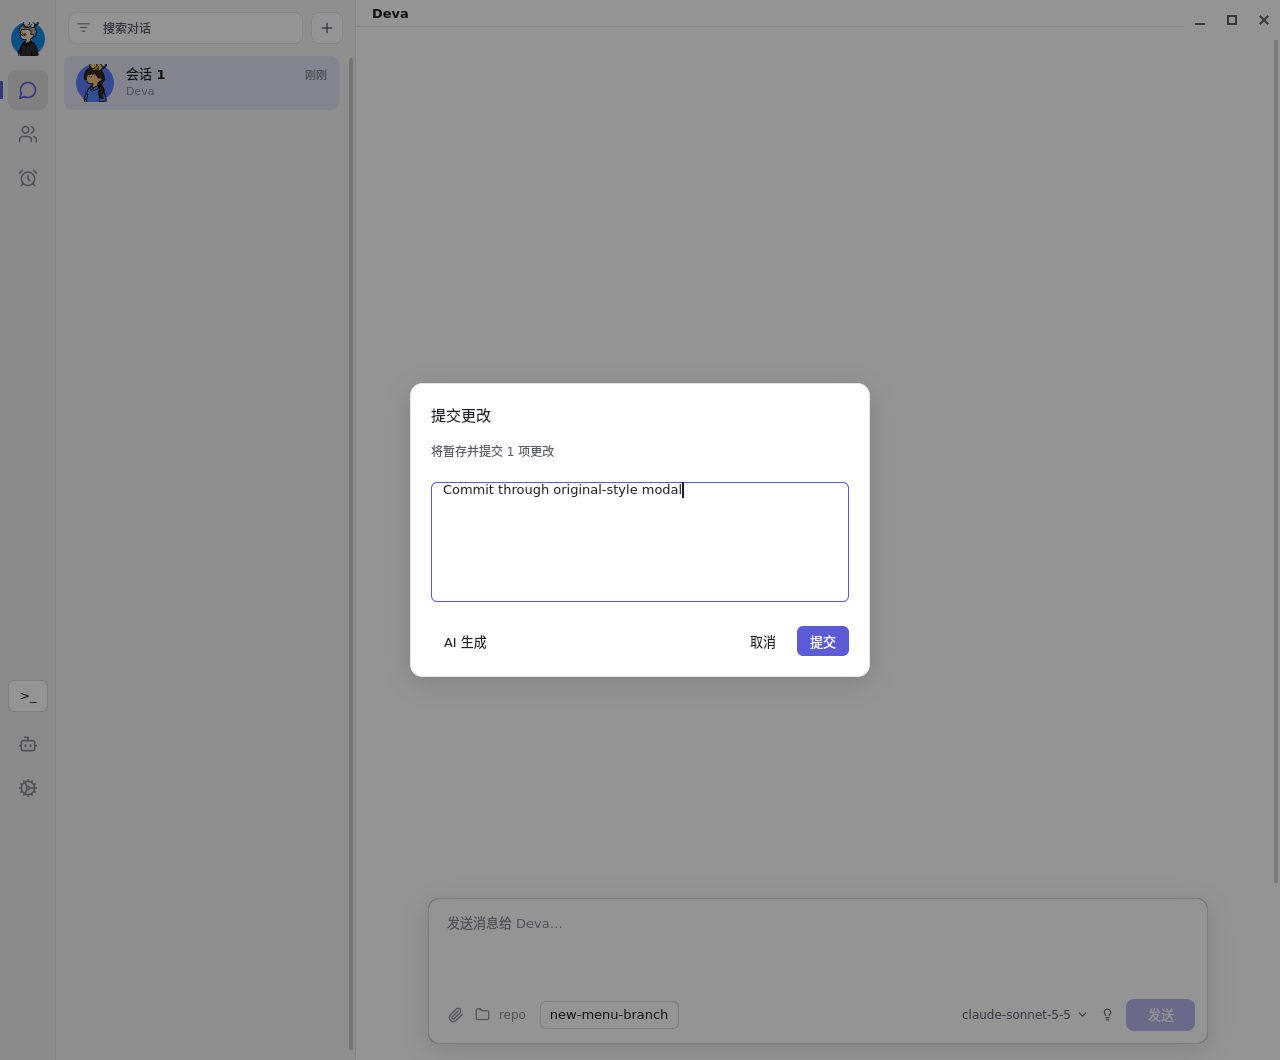 搜索对话
会话 1
刚刚
Deva
Deva
提交更改
将暂存并提交 1 项更改
Commit through original-style modal
AI 生成
取消
提交
>_
发送消息给 Deva...
repo
new-menu-branch
claude-sonnet-5-5
发送